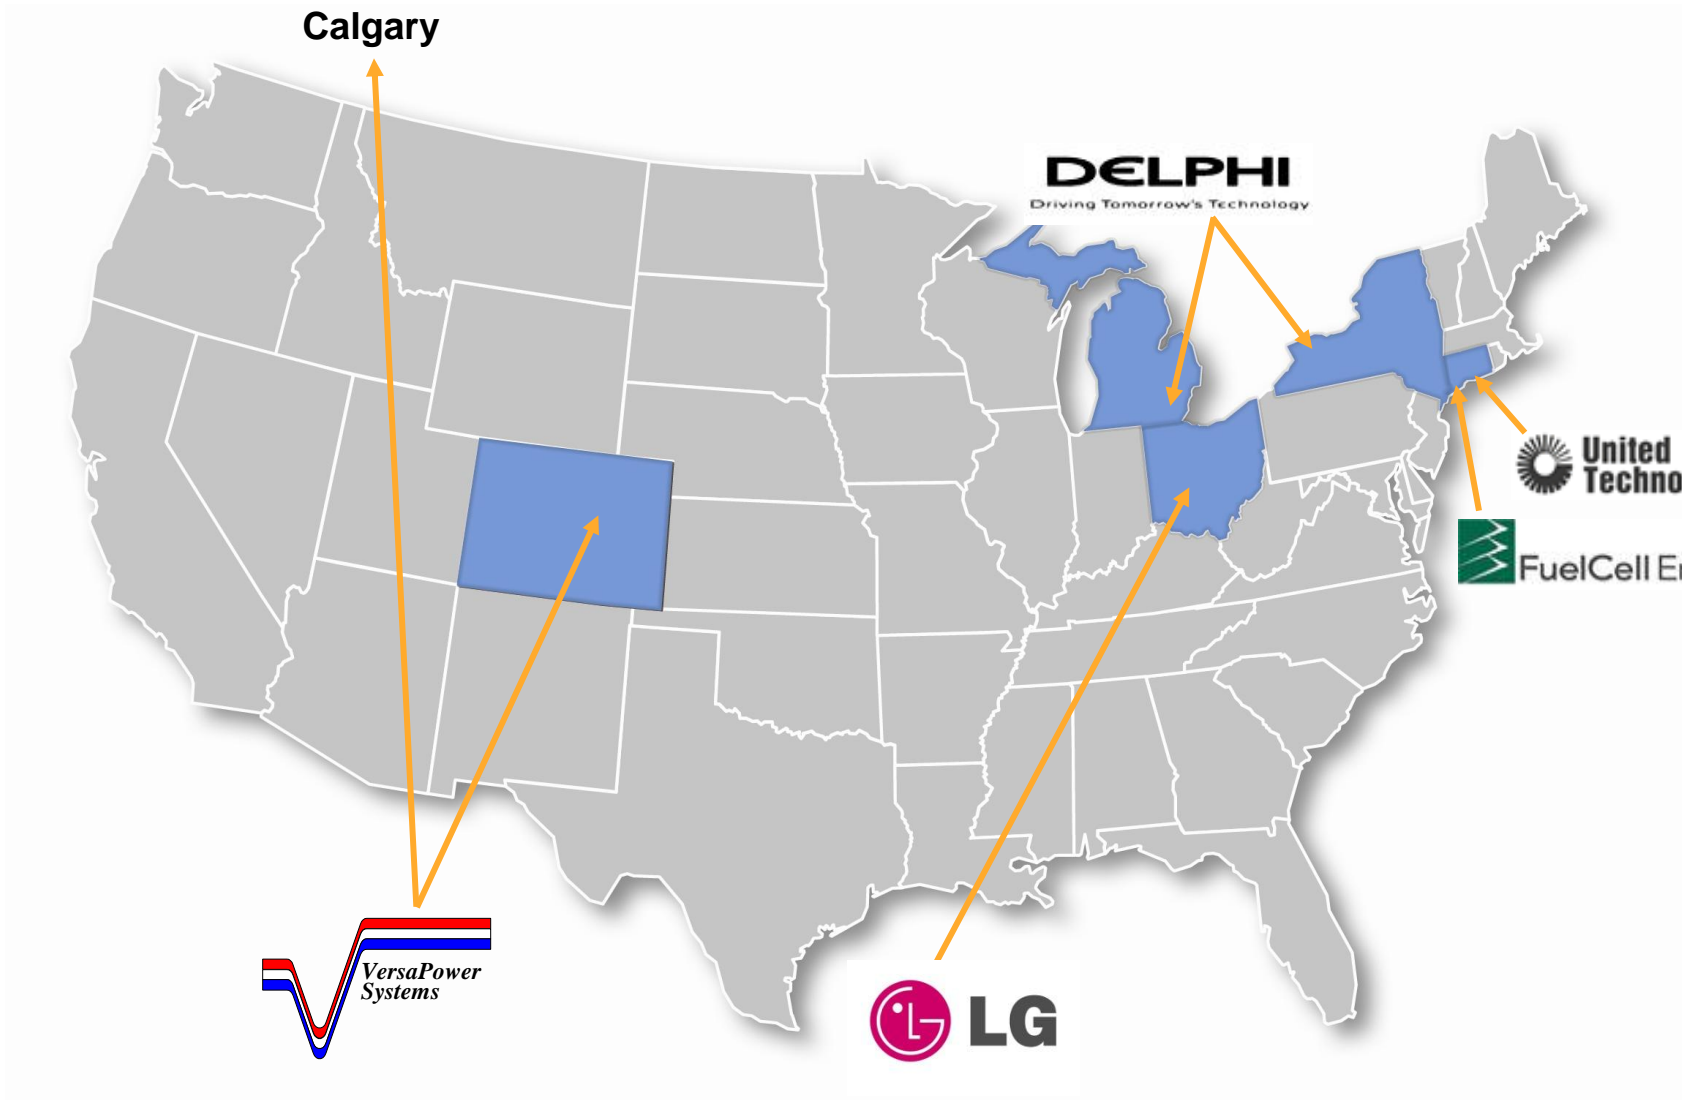 Calgary
DELPHI
Driving Tomorrow's Technology
United
Techno
FuelCell
VersaPower
Systems
LG